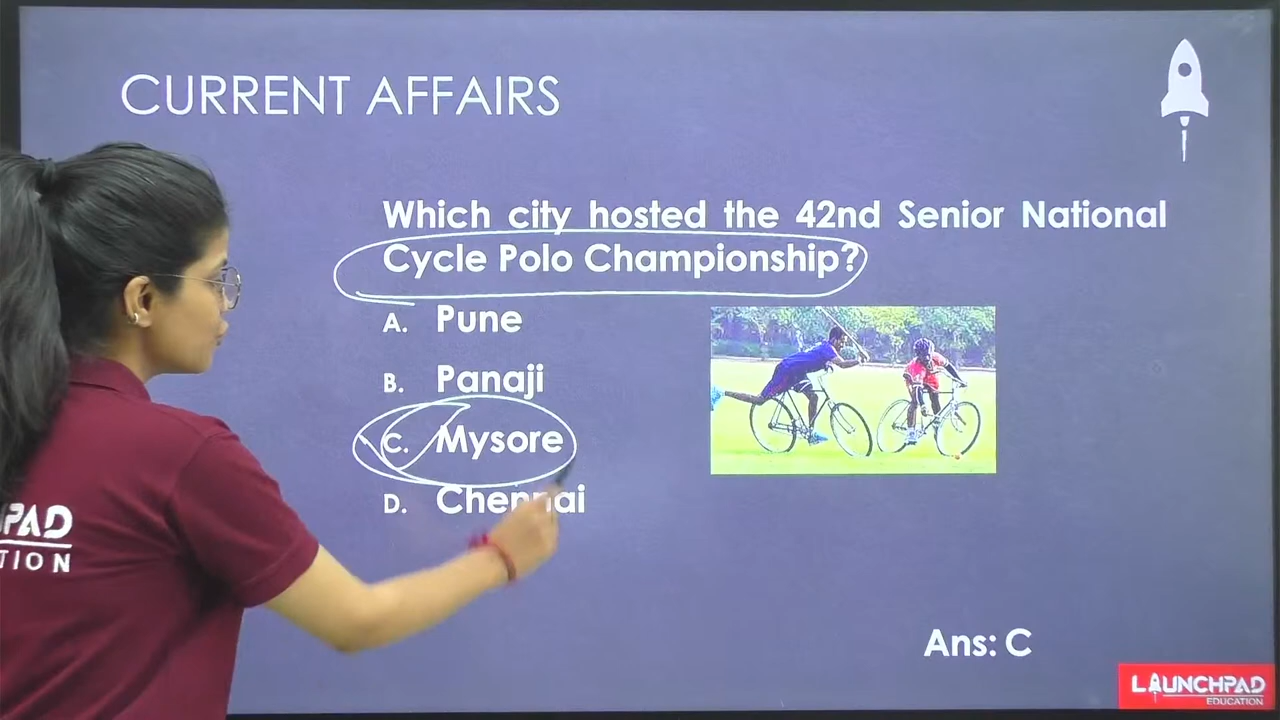 CURRENT AFFAIRS
Which city hosted the 42nd Senior National
Cycle Polo Championship?
A. Pune
B. Panaji
C. Mysore
D. Chennai
Ans: C
PAD
TION
LAUNCHPAD
EDUCATION